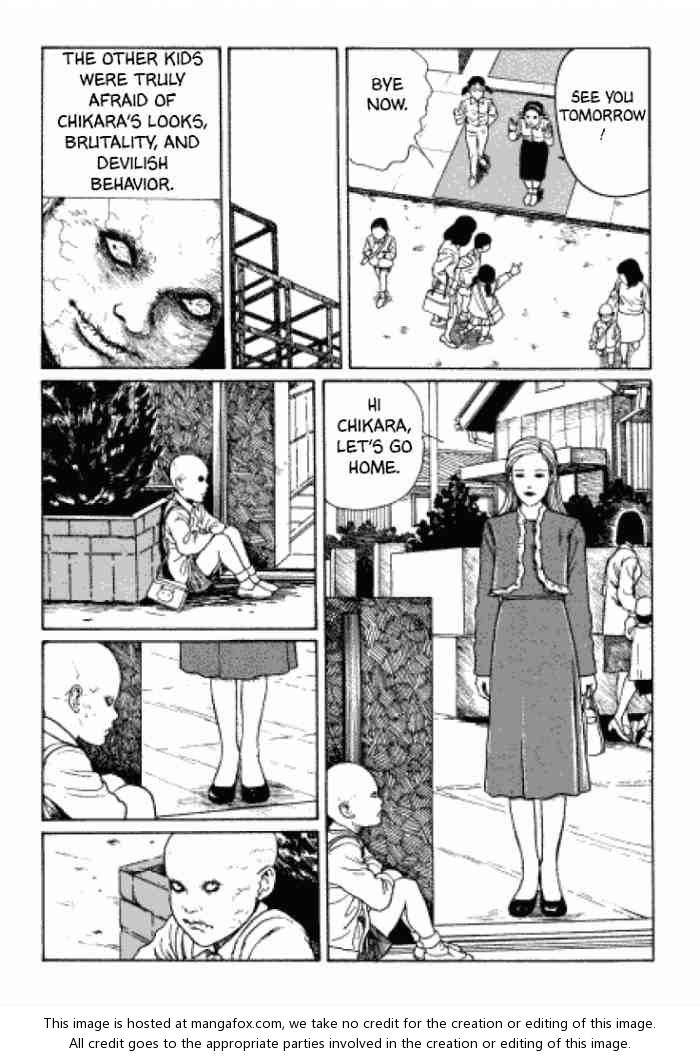 THE OTHER KIDS
WERE TRULY
AFRAID OF
CHIKARA'S LOOKS,
BRUTALITY, AND
DEVILISH
BEHAVIOR.
BYE
NOW.
SEE YOU
TOMORROW
!
HI
CHIKARA,
LET'S GO
HOME.
This image is hosted at mangafox.com, we take no credit for the creation or editing of this image.
All credit goes to the appropriate parties involved in the creation or editing of this image.